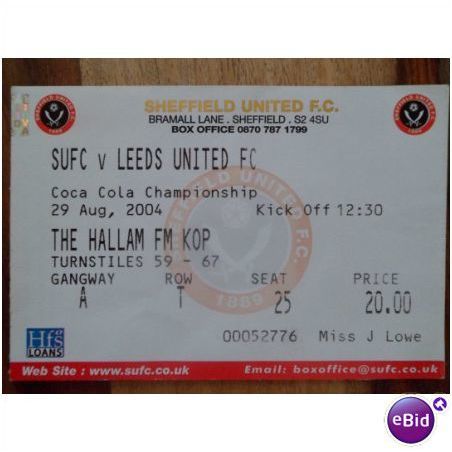 SHEFFIELD UNITED F.C.
BRAMALL LANE . SHEFFIELD . S2 4SU
BOX OFFICE 0870 787 1799
SUFC v LEEDS UNITED FC
Coca Cola Championship
29 Aug, 2004 Kick Off 12:30
THE HALLAM FM KOP
TURNSTILES 59 - 67
GANGWAY ROW SEAT PRICE
A T 25 20.00
00052776 Miss J Lowe
SHEFFIELD UNITED F.C.
1889
Hfs
LOANS
Web Site : www.sufc.co.uk Email: boxoffice@sufc.co.uk
eBid